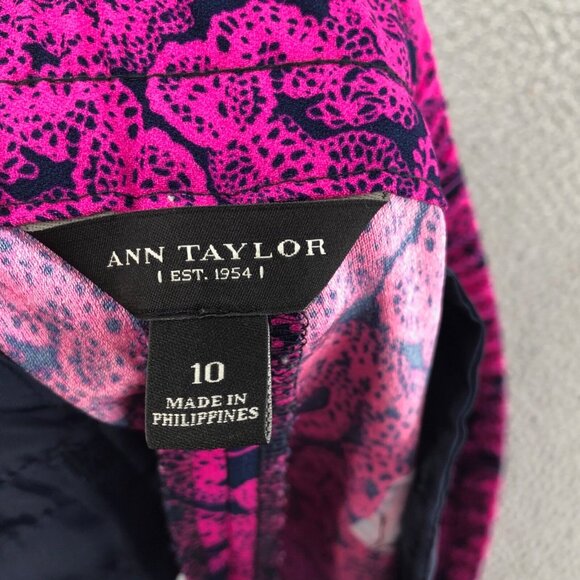 ANN TAYLOR
EST. 1954
10
MADE IN
PHILIPPINES